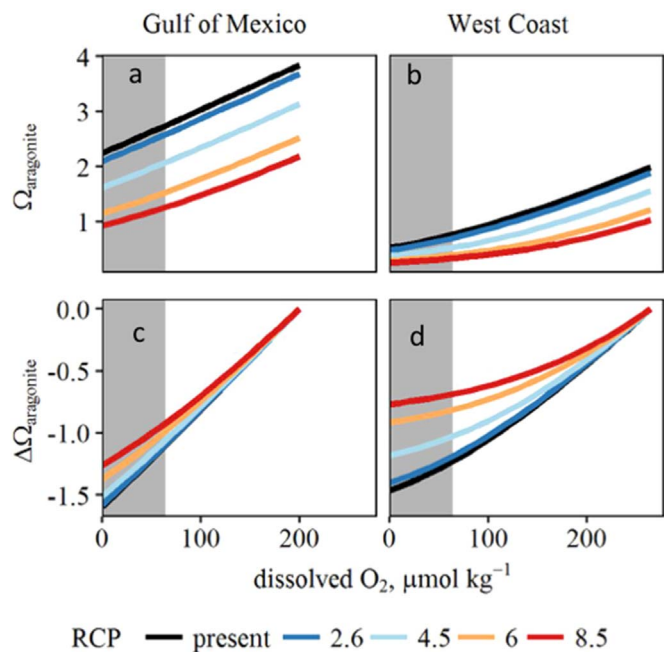 Gulf of Mexico West Coast
a b
4
3
2
1
Ωaragonite
c d
0.0
-0.5
-1.0
-1.5
ΔΩaragonite
0 100 200 0 100 200
dissolved O₂, μmol kg⁻¹
RCP present 2.6 4.5 6 8.5